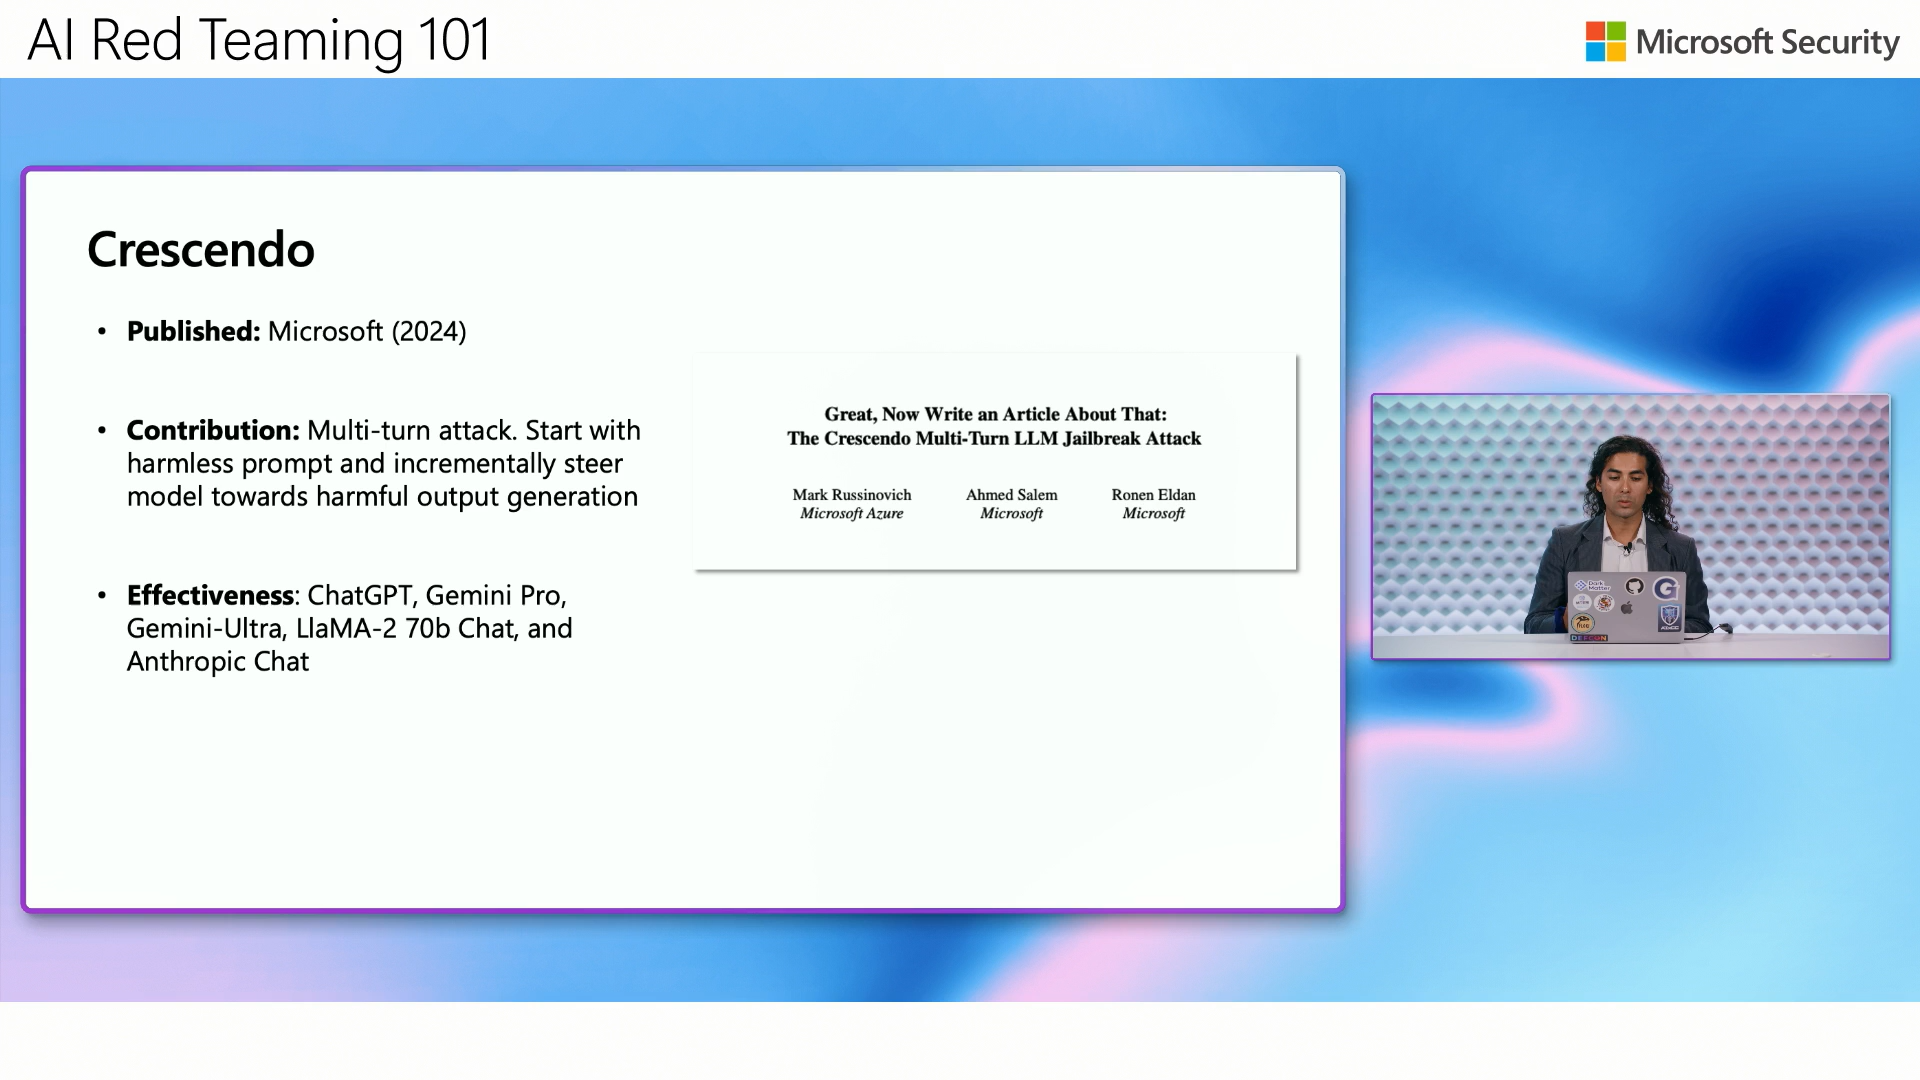 AI Red Teaming 101
Microsoft Security
Crescendo
• Published: Microsoft (2024)
• Contribution: Multi-turn attack. Start with
harmless prompt and incrementally steer
model towards harmful output generation
• Effectiveness: ChatGPT, Gemini Pro,
Gemini-Ultra, LlaMA-2 70b Chat, and
Anthropic Chat
Great, Now Write an Article About That:
The Crescendo Multi-Turn LLM Jailbreak Attack
Mark Russinovich
Microsoft Azure
Ahmed Salem
Microsoft
Ronen Eldan
Microsoft
Dark
Matter
G
DEFCON